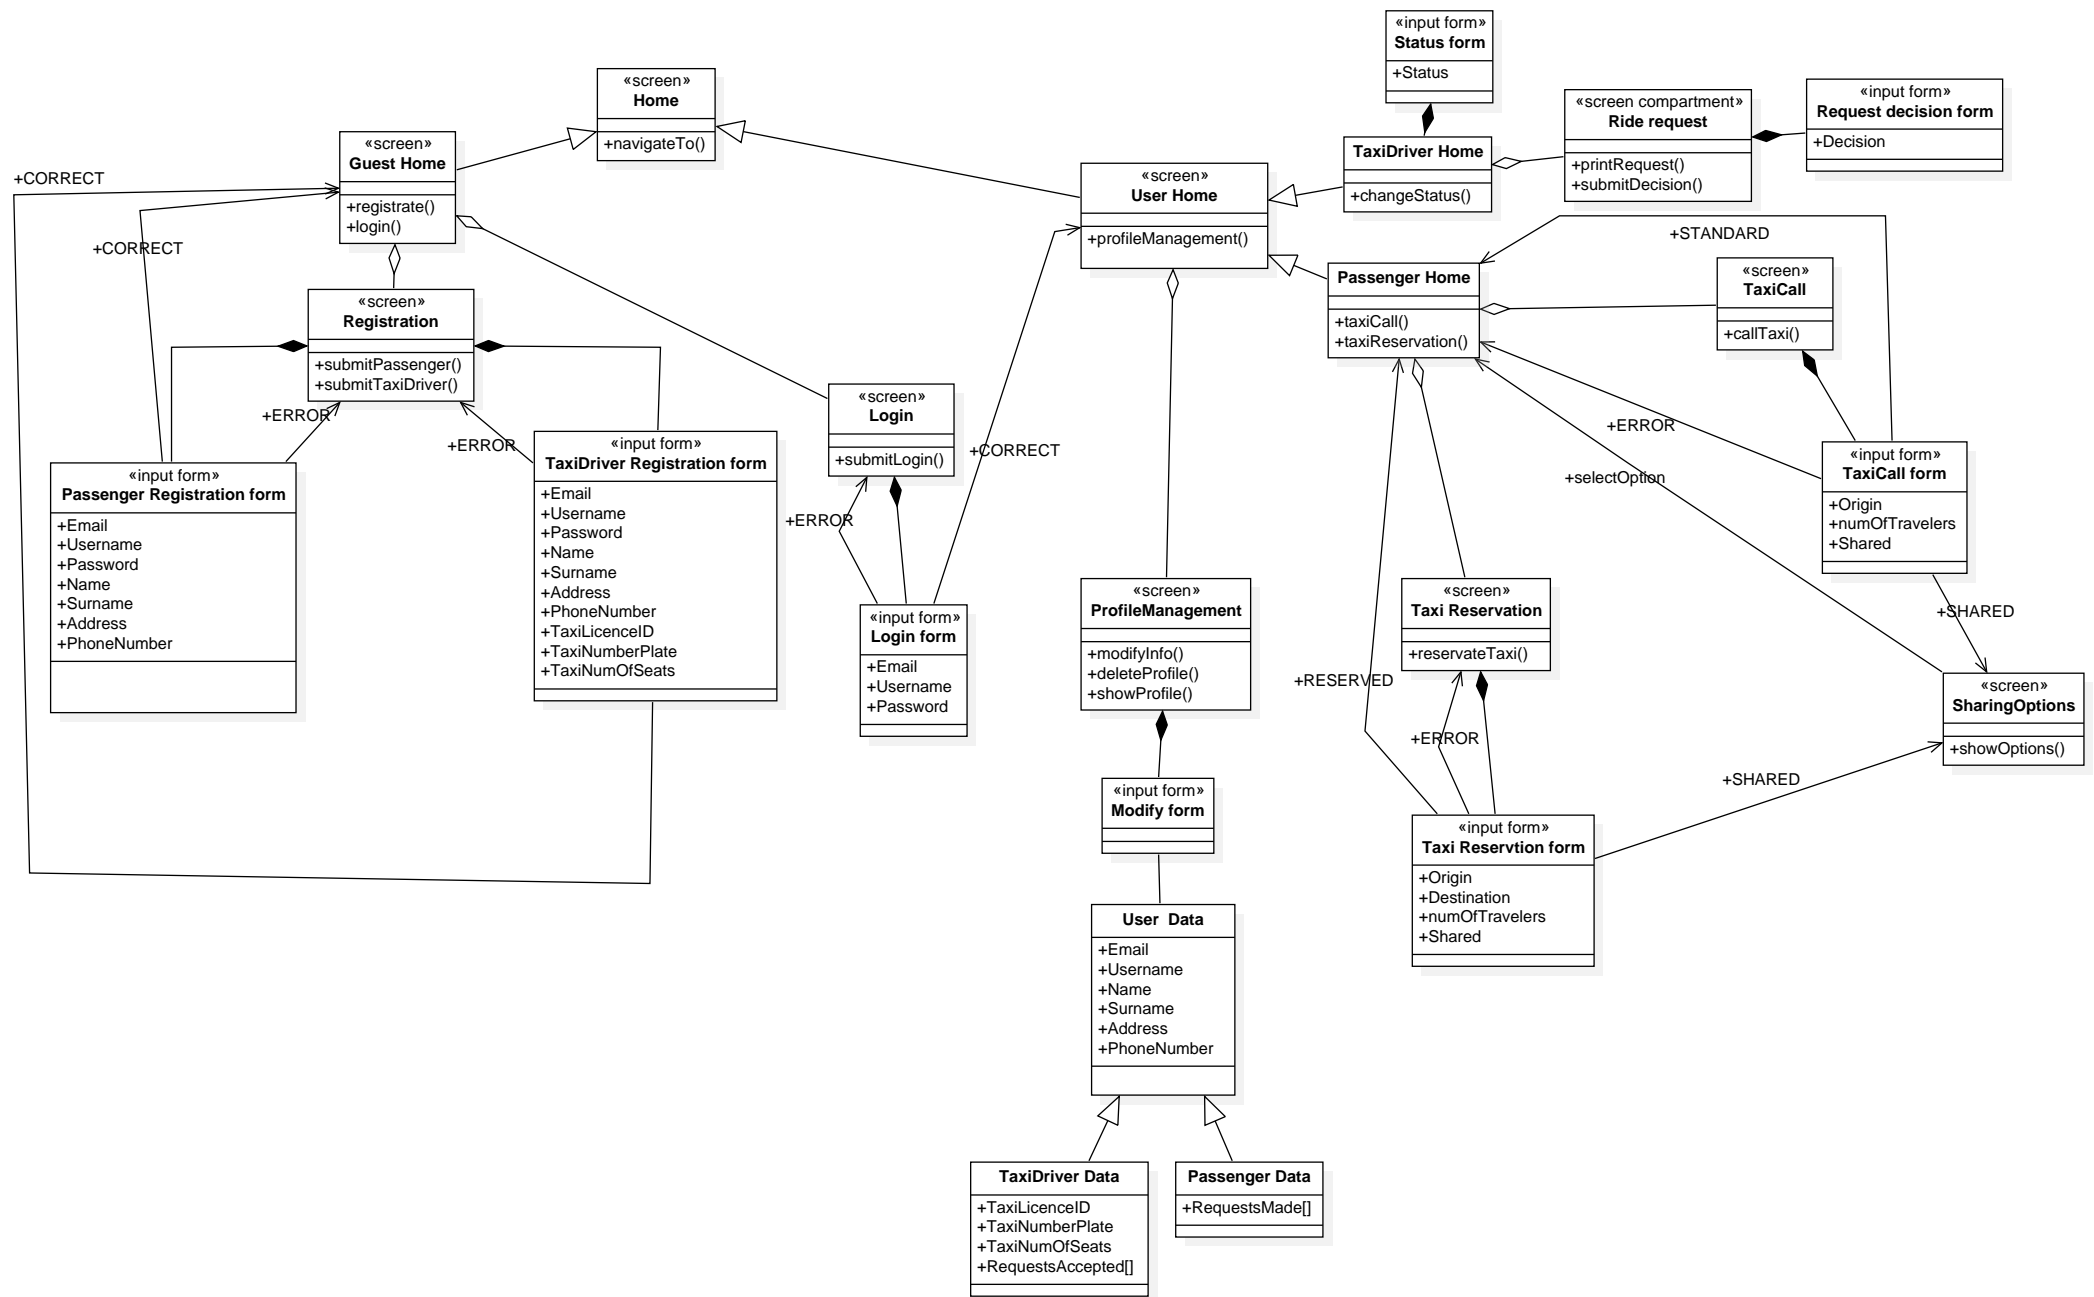 «input form»
Status form
+Status
«screen»
Home
+navigateTo()
«screen compartment»
Ride request
+printRequest()
+submitDecision()
«input form»
Request decision form
+Decision
«screen»
Guest Home
+registrate()
+login()
TaxiDriver Home
+changeStatus()
«screen»
User Home
+profileManagement()
+CORRECT
+CORRECT
+STANDARD
Passenger Home
+taxiCall()
+taxiReservation()
«screen»
TaxiCall
+callTaxi()
«screen»
Registration
+submitPassenger()
+submitTaxiDriver()
«screen»
Login
+submitLogin()
+ERROR
+ERROR
+CORRECT
+ERROR
+selectOption
+ERROR
«input form»
Passenger Registration form
+Email
+Username
+Password
+Name
+Surname
+Address
+PhoneNumber
«input form»
TaxiDriver Registration form
+Email
+Username
+Password
+Name
+Surname
+Address
+PhoneNumber
+TaxiLicenceID
+TaxiNumberPlate
+TaxiNumOfSeats
«input form»
TaxiCall form
+Origin
+numOfTravelers
+Shared
«input form»
Login form
+Email
+Username
+Password
«screen»
ProfileManagement
+modifyInfo()
+deleteProfile()
+showProfile()
«screen»
Taxi Reservation
+reservateTaxi()
+SHARED
+RESERVED
+ERROR
«screen»
SharingOptions
+showOptions()
+SHARED
«input form»
Modify form
«input form»
Taxi Reservtion form
+Origin
+Destination
+numOfTravelers
+Shared
User  Data
+Email
+Username
+Name
+Surname
+Address
+PhoneNumber
TaxiDriver Data
+TaxiLicenceID
+TaxiNumberPlate
+TaxiNumOfSeats
+RequestsAccepted[]
Passenger Data
+RequestsMade[]